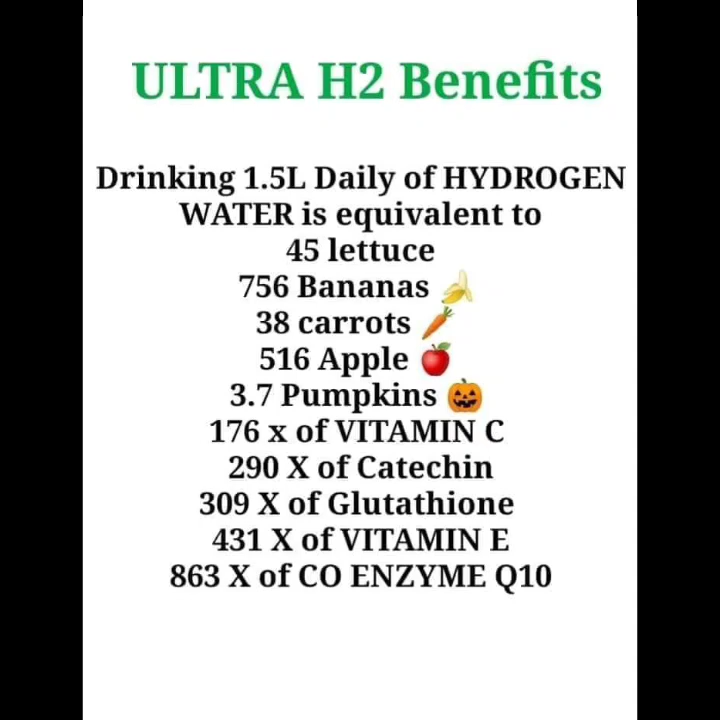 ULTRA H2 Benefits
Drinking 1.5L Daily of HYDROGEN
WATER is equivalent to
45 lettuce
756 Bananas 🍌
38 carrots 🥕
516 Apple 🍎
3.7 Pumpkins 🎃
176 x of VITAMIN C
290 X of Catechin
309 X of Glutathione
431 X of VITAMIN E
863 X of CO ENZYME Q10